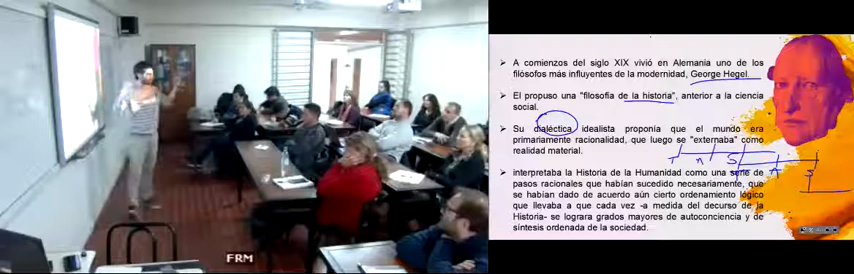 ➢ A comienzos del siglo XIX vivió en Alemania uno de los
filósofos más influyentes de la modernidad, George Hegel.
➢ El propuso una "filosofía de la historia", anterior a la ciencia
social.
➢ Su dialéctica idealista proponía que el mundo era
primariamente racionalidad, que luego se "externaba" como
realidad material.
➢ interpretaba la Historia de la Humanidad como una serie de
pasos racionales que habían sucedido necesariamente, que
se habían dado de acuerdo aún cierto ordenamiento lógico
que llevaba a que cada vez -a medida del decurso de la
Historia- se lograra grados mayores de autoconciencia y de
síntesis ordenada de la sociedad.
T A S A S
FRM